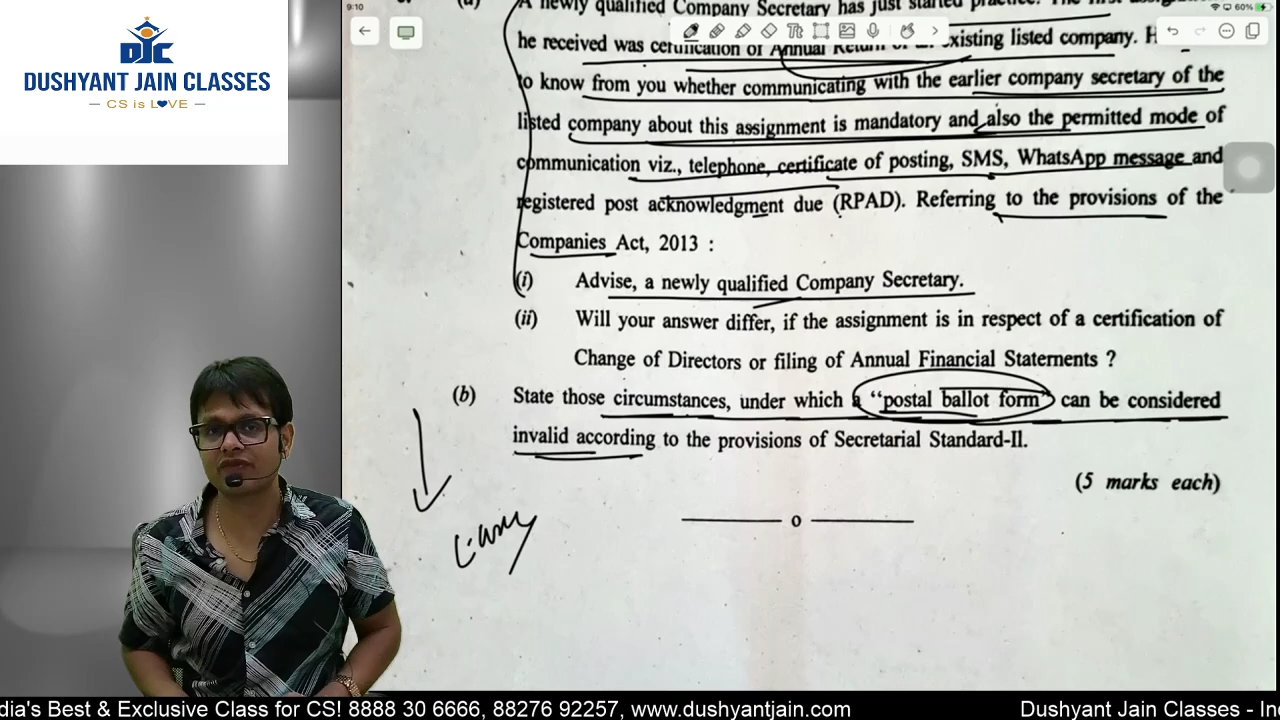 9:10
60%
DJC
DUSHYANT JAIN CLASSES
CS is LOVE
A newly qualified Company Secretary has just started practice. The first
he received was certification of Annual Return of existing listed company.
to know from you whether communicating with the earlier company secretary of the
listed company about this assignment is mandatory and also the permitted mode of
communication viz., telephone, certificate of posting, SMS, WhatsApp message and
registered post acknowledgment due (RPAD). Referring to the provisions of the
Companies Act, 2013 :
(i) Advise, a newly qualified Company Secretary.
(ii) Will your answer differ, if the assignment is in respect of a certification of
Change of Directors or filing of Annual Financial Statements ?
(b) State those circumstances, under which a "postal ballot form" can be considered
invalid according to the provisions of Secretarial Standard-II.
(5 marks each)
dia's Best & Exclusive Class for CS! 8888 30 6666, 88276 92257, www.dushyantjain.com Dushyant Jain Classes - In